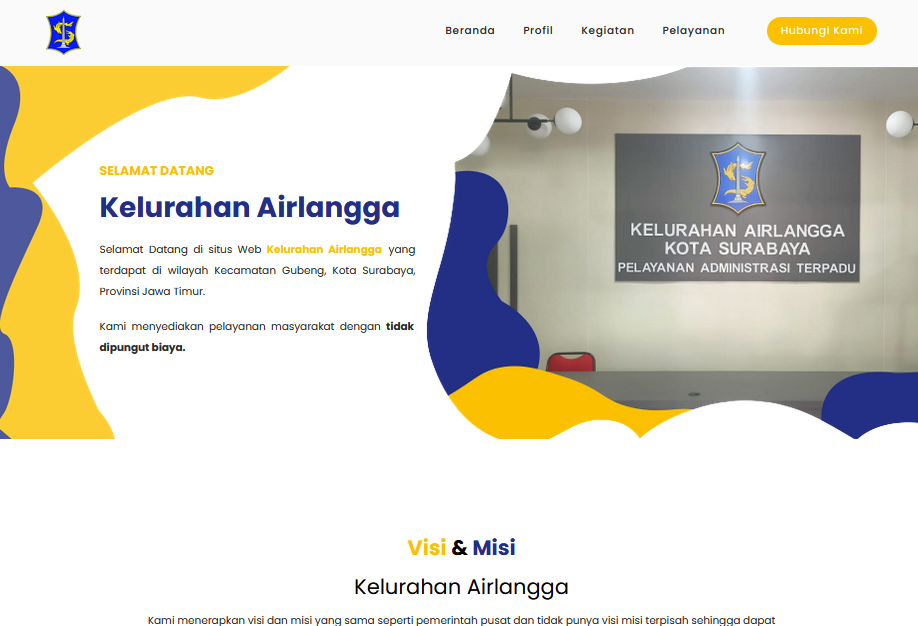 Beranda Profil Kegiatan Pelayanan Hubungi Kami
SELAMAT DATANG
Kelurahan Airlangga
Selamat Datang di situs Web Kelurahan Airlangga yang
terdapat di wilayah Kecamatan Gubeng, Kota Surabaya,
Provinsi Jawa Timur.
Kami menyediakan pelayanan masyarakat dengan tidak
dipungut biaya.
KELURAHAN AIRLANGGA
KOTA SURABAYA
PELAYANAN ADMINISTRASI TERPADU
Visi & Misi
Kelurahan Airlangga
Kami menerapkan visi dan misi yang sama seperti pemerintah pusat dan tidak punya visi misi terpisah sehingga dapat